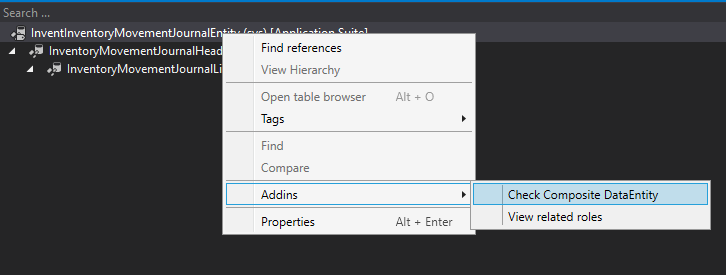 Search ...
InventInventoryMovementJournalEntity (sys) [Application Suite]
InventoryMovementJournalHead
InventoryMovementJournalLi
Find references
View Hierarchy
Open table browser Alt + O
Tags
Find
Compare
Addins
Check Composite DataEntity
View related roles
Properties Alt + Enter